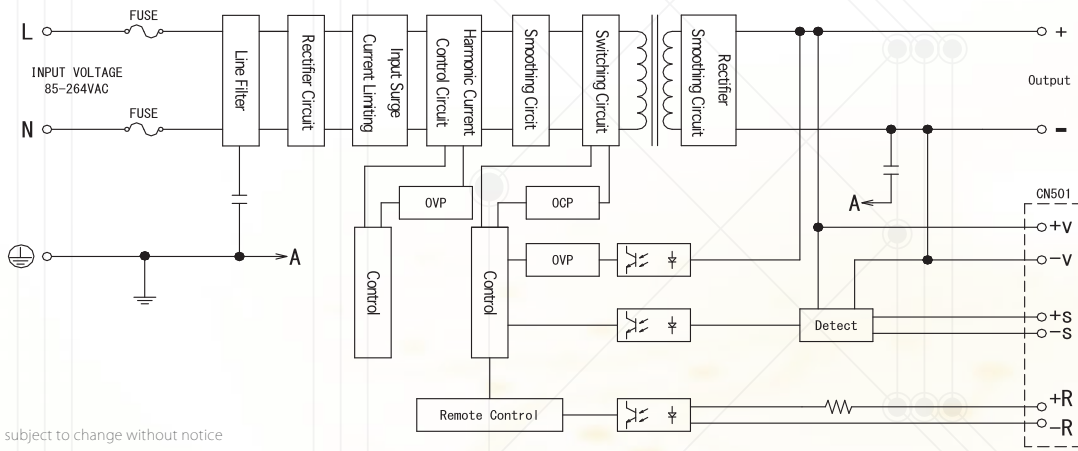 L
FUSE
INPUT VOLTAGE
85-264VAC
N
FUSE
Line Filter
Rectifier Circuit
Input Surge
Current Limiting
Harmonic Current
Control Circuit
Smoothing Circit
Switching Circuit
Rectifier
Smoothing Circuit
+
Output
-
OVP
OCP
A
CN501
+V
A
Control
Control
OVP
-V
Detect
+S
-S
Remote Control
+R
-R
subject to change without notice